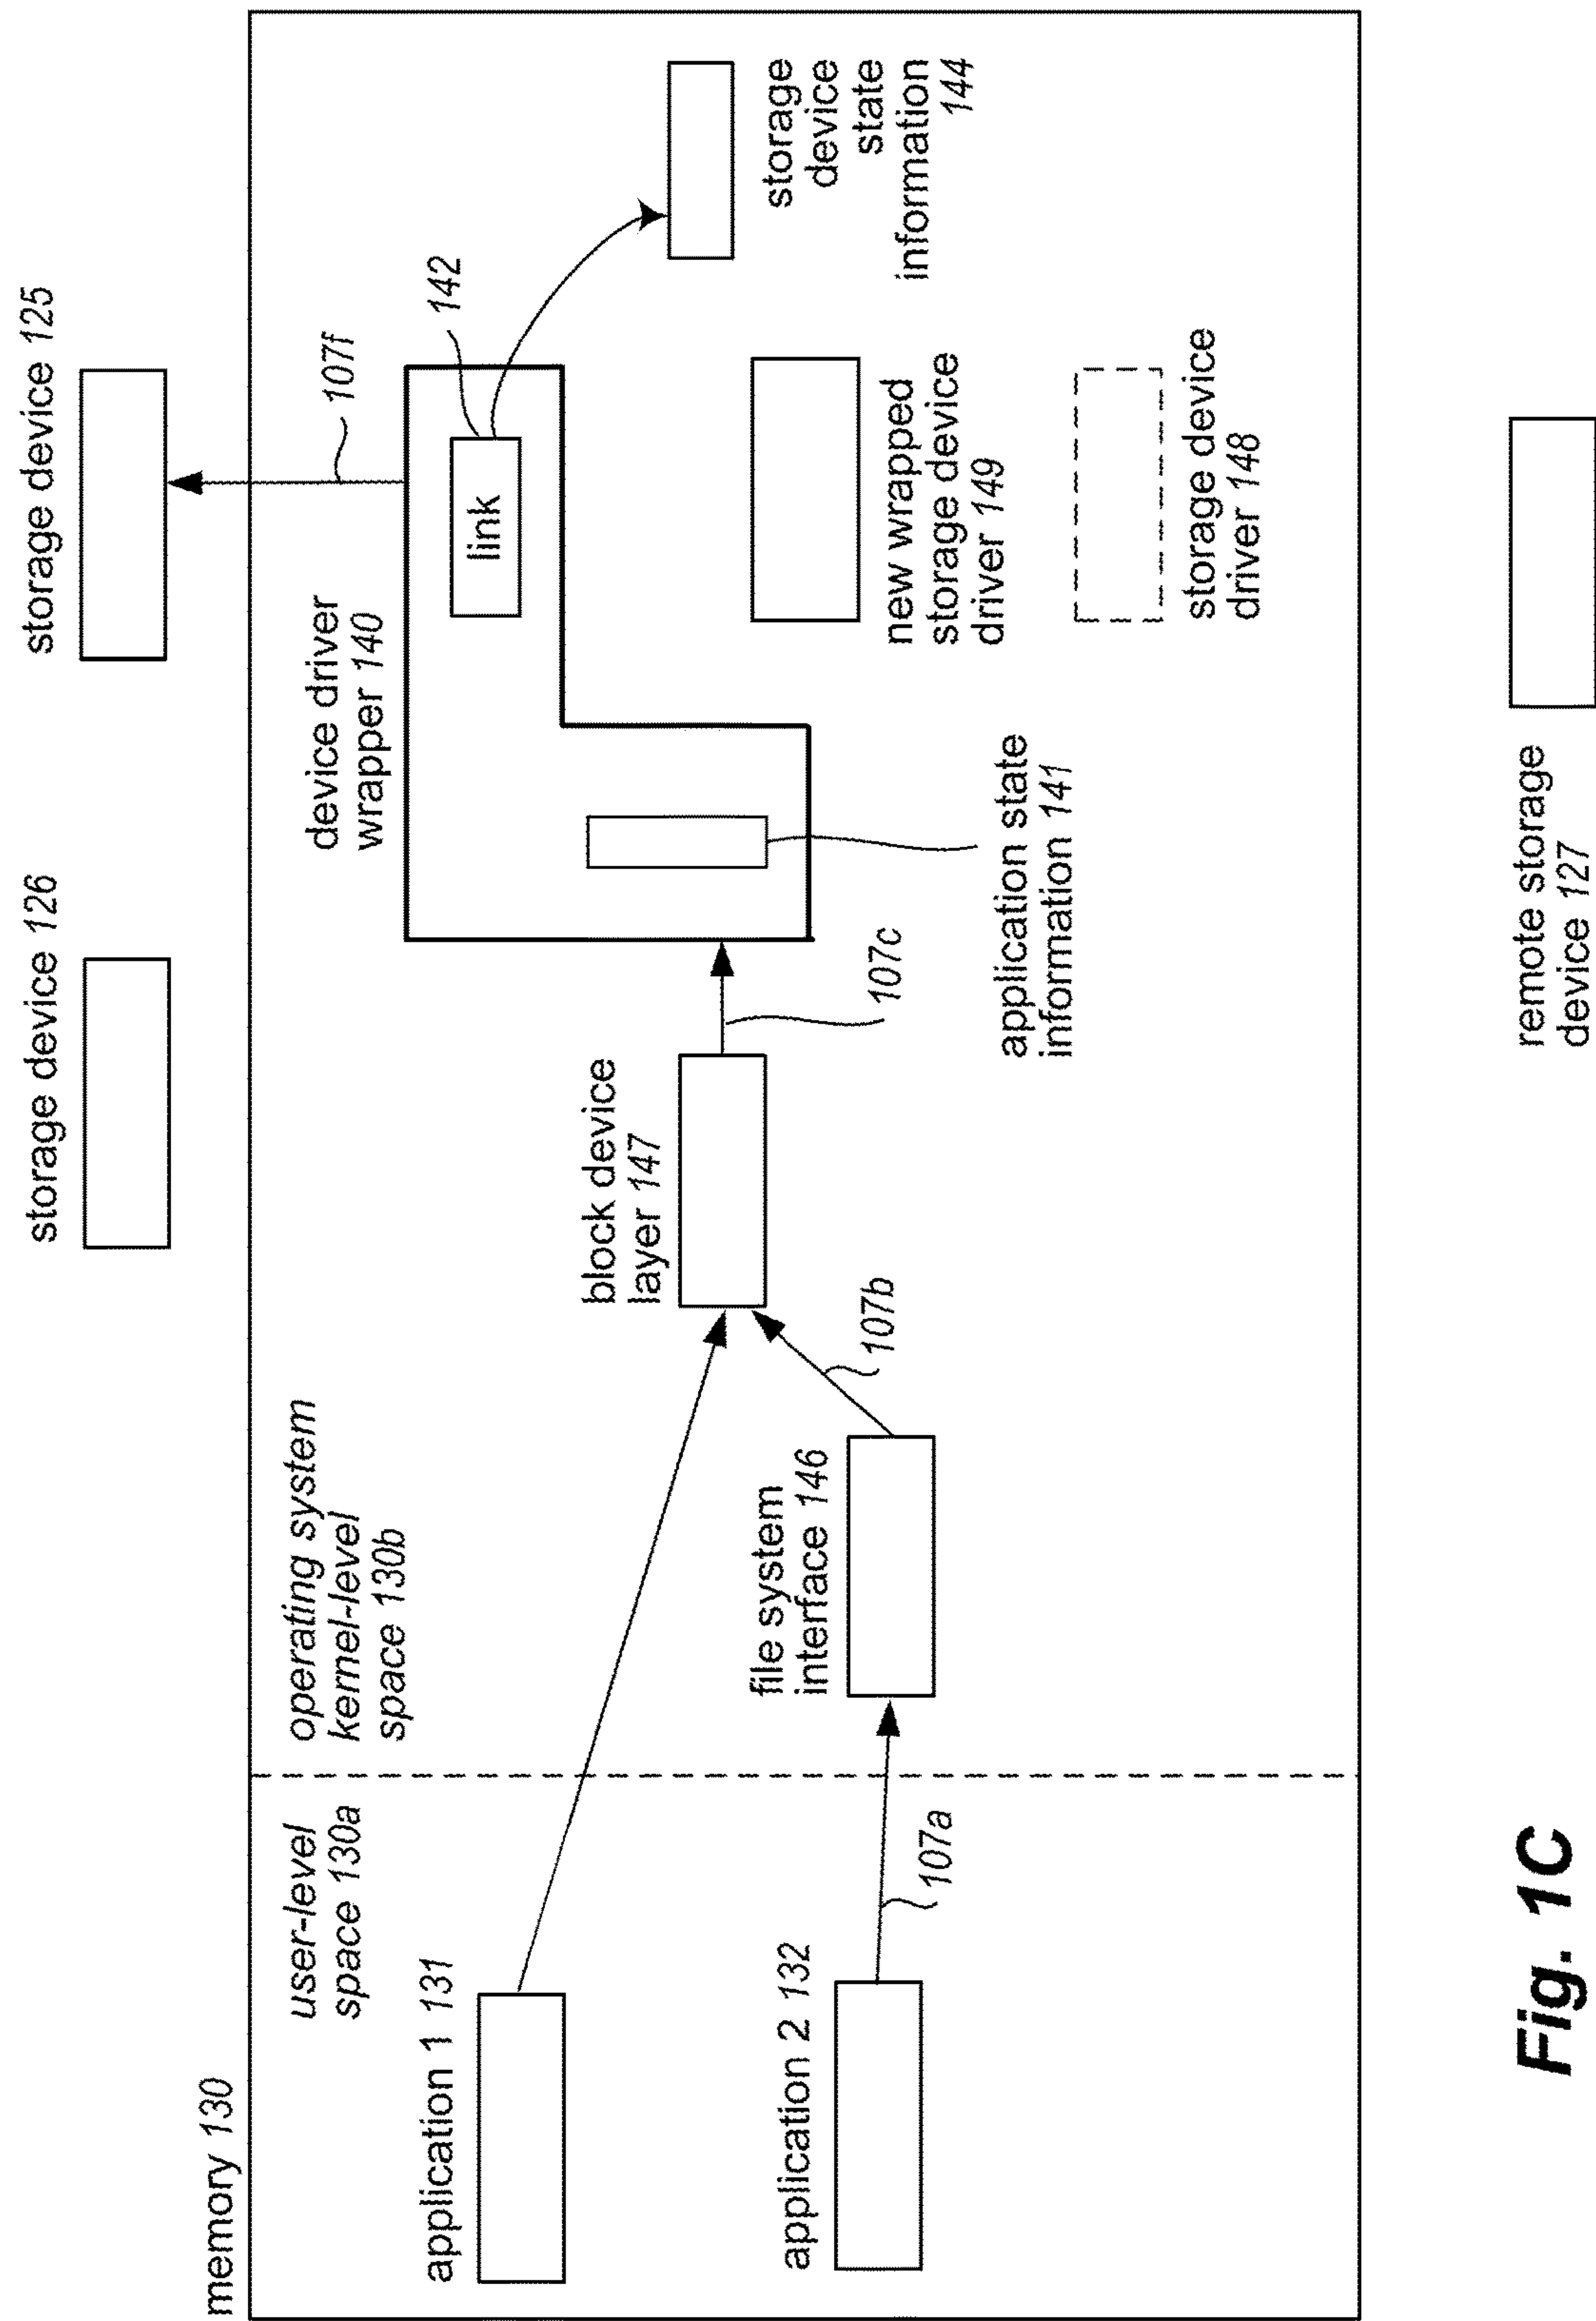 storage device 126
storage device 125
memory 130
user-level
space 130a
operating system
kernel-level
space 130b
device driver
wrapper 140
107f
142
link
application 1 131
block device
layer 147
storage
device
state
information
144
application 2 132
107a
file system
interface 146
107b
107c
application state
information 141
new wrapped
storage device
driver 149
storage device
driver 148
remote storage
device 127
Fig. 1C